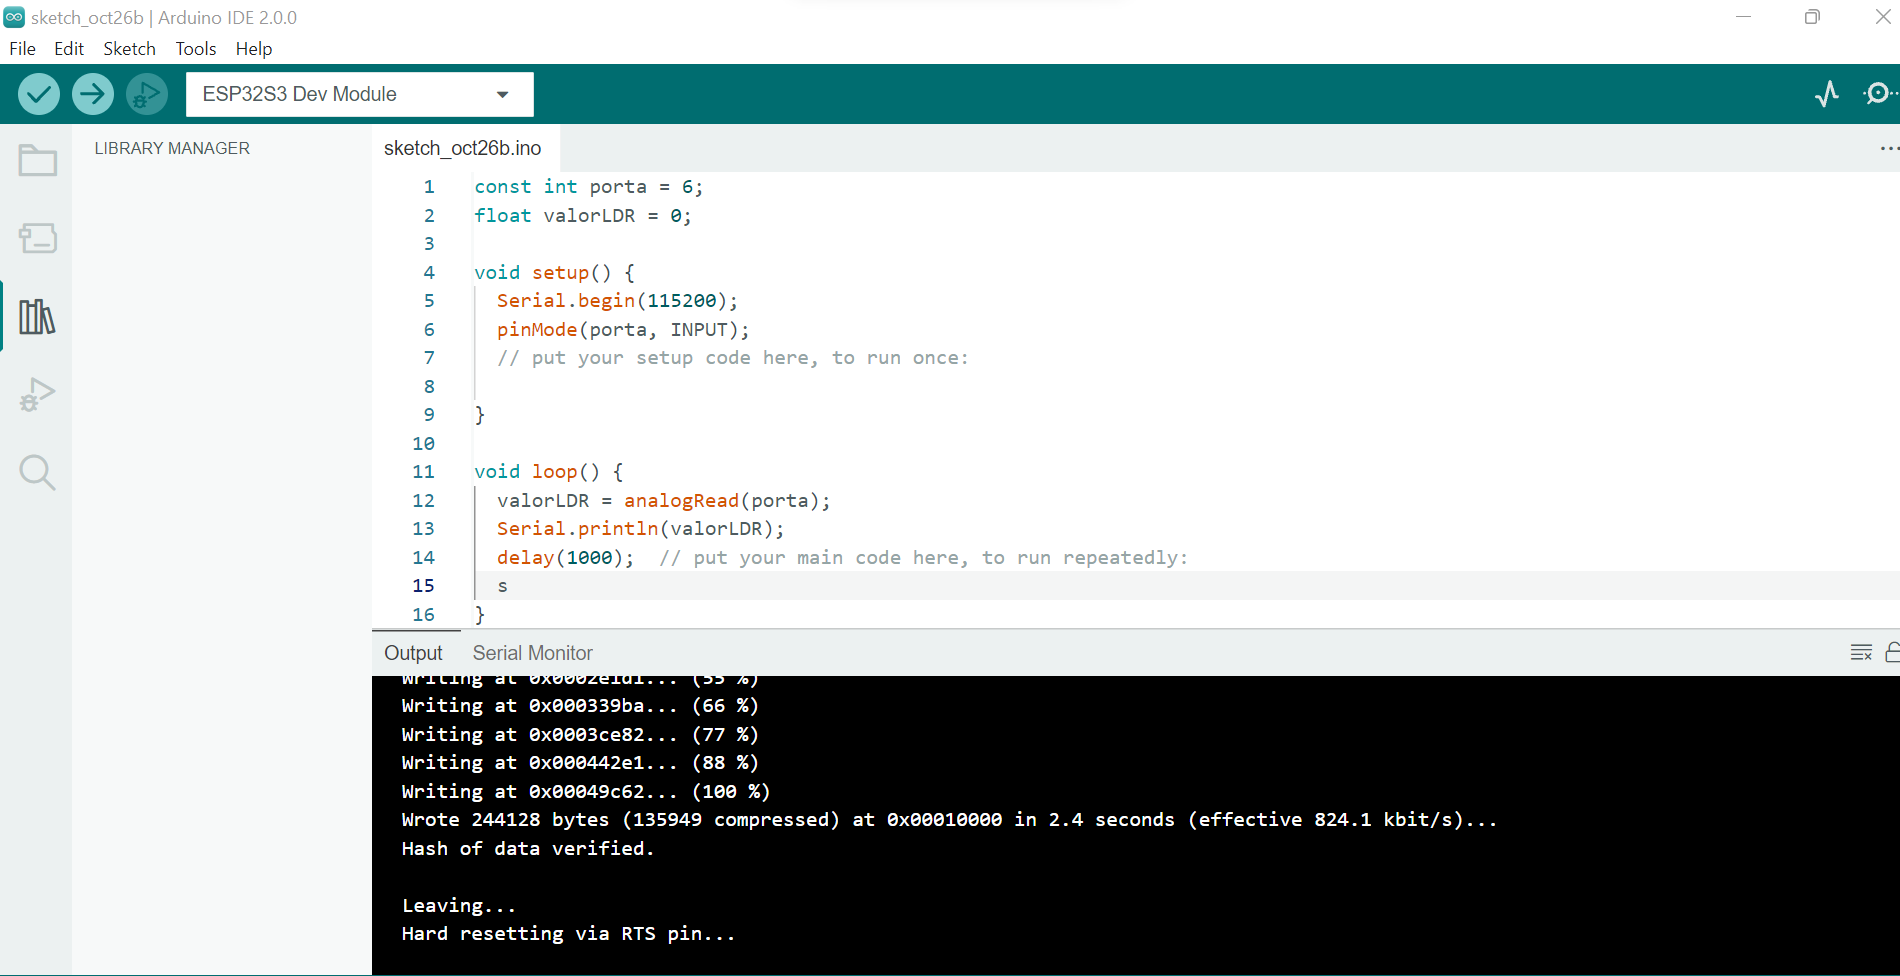 sketch_oct26b | Arduino IDE 2.0.0
File Edit Sketch Tools Help
ESP32S3 Dev Module
LIBRARY MANAGER
sketch_oct26b.ino
1 const int porta = 6;
2 float valorLDR = 0;
3
4 void setup() {
5 Serial.begin(115200);
6 pinMode(porta, INPUT);
7 // put your setup code here, to run once:
8
9 }
10
11 void loop() {
12 valorLDR = analogRead(porta);
13 Serial.println(valorLDR);
14 delay(1000); // put your main code here, to run repeatedly:
15 s
16 }
Output Serial Monitor
Writing at 0x0002e1d1... (55 %)
Writing at 0x000339ba... (66 %)
Writing at 0x0003ce82... (77 %)
Writing at 0x000442e1... (88 %)
Writing at 0x00049c62... (100 %)
Wrote 244128 bytes (135949 compressed) at 0x00010000 in 2.4 seconds (effective 824.1 kbit/s)...
Hash of data verified.
Leaving...
Hard resetting via RTS pin...